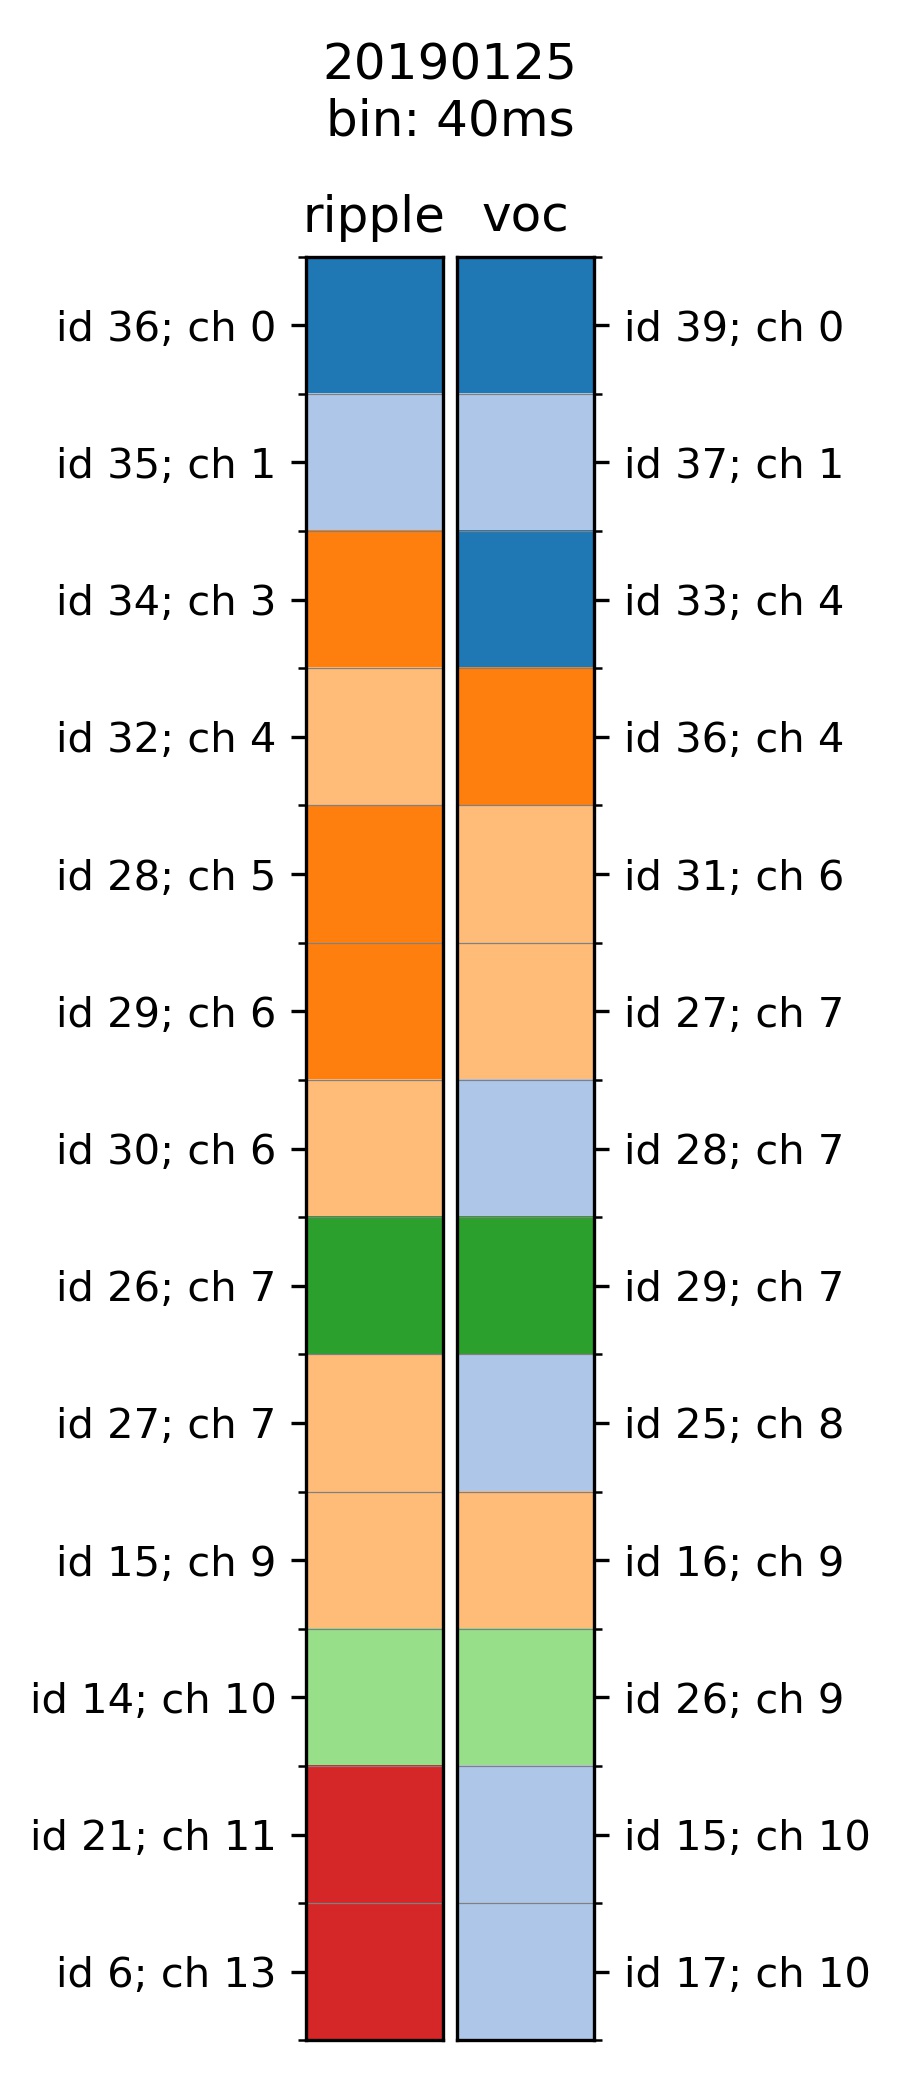 20190125
bin: 40ms
ripple voc
id 36; ch 0 id 39; ch 0
id 35; ch 1 id 37; ch 1
id 34; ch 3 id 33; ch 4
id 32; ch 4 id 36; ch 4
id 28; ch 5 id 31; ch 6
id 29; ch 6 id 27; ch 7
id 30; ch 6 id 28; ch 7
id 26; ch 7 id 29; ch 7
id 27; ch 7 id 25; ch 8
id 15; ch 9 id 16; ch 9
id 14; ch 10 id 26; ch 9
id 21; ch 11 id 15; ch 10
id 6; ch 13 id 17; ch 10